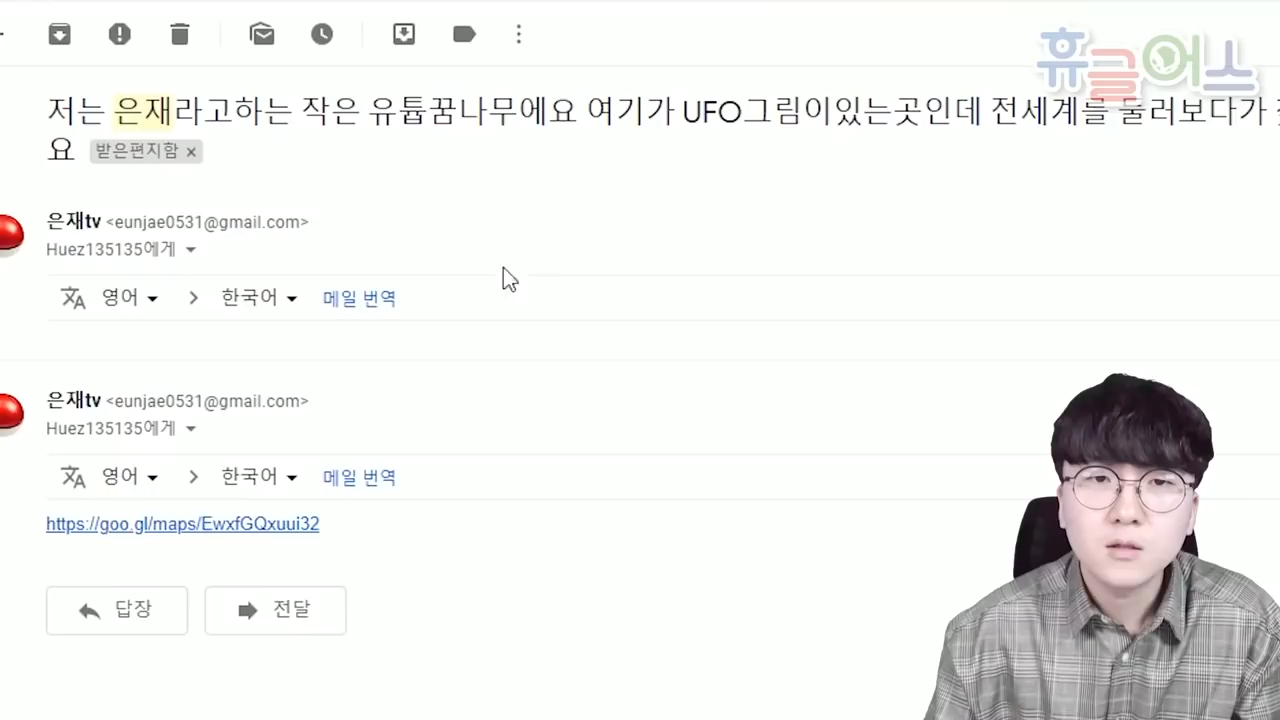 휴글어스
저는 은재라고하는 작은 유튭꿈나무에요 여기가 UFO그림이있는곳인데 전세계를 둘러보다가
요 받은편지함 ×
은재tv <eunjae0531@gmail.com>
Huez135135에게
영어 > 한국어 메일 번역
은재tv <eunjae0531@gmail.com>
Huez135135에게
영어 > 한국어 메일 번역
https://goo.gl/maps/EwxfGQxuui32
답장 전달